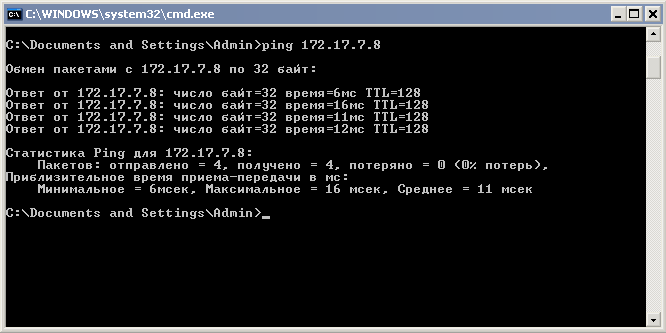 C:\WINDOWS\system32\cmd.exe
C:\Documents and Settings\Admin>ping 172.17.7.8
Обмен пакетами с 172.17.7.8 по 32 байт:
Ответ от 172.17.7.8: число байт=32 время=6мс TTL=128
Ответ от 172.17.7.8: число байт=32 время=16мс TTL=128
Ответ от 172.17.7.8: число байт=32 время=11мс TTL=128
Ответ от 172.17.7.8: число байт=32 время=12мс TTL=128
Статистика Ping для 172.17.7.8:
    Пакетов: отправлено = 4, получено = 4, потеряно = 0 (0% потерь),
Приблизительное время приема-передачи в мс:
    Минимальное = 6мсек, Максимальное = 16 мсек, Среднее = 11 мсек
C:\Documents and Settings\Admin>_